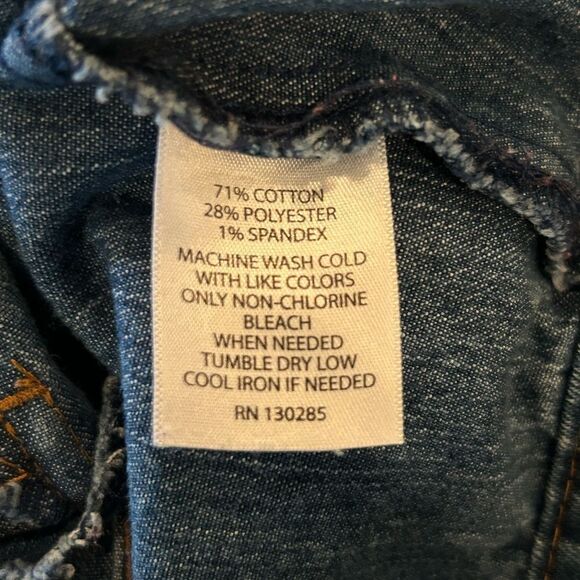 71% COTTON
28% POLYESTER
1% SPANDEX
MACHINE WASH COLD
WITH LIKE COLORS
ONLY NON-CHLORINE
BLEACH
WHEN NEEDED
TUMBLE DRY LOW
COOL IRON IF NEEDED
RN 130285